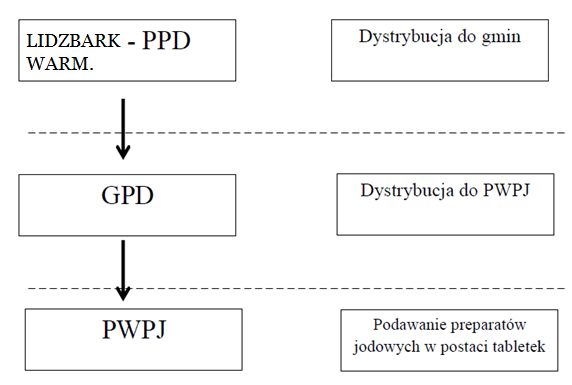 LIDZBARK - PPD
WARM.
Dystrybucja do gmin
GPD
Dystrybucja do PWPJ
PWPJ
Podawanie preparatów
jodowych w postaci tabletek